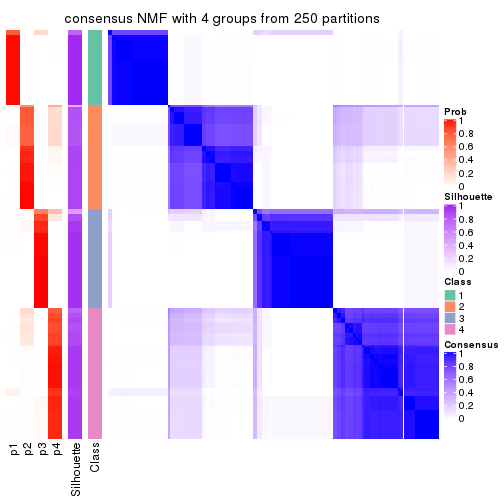 consensus NMF with 4 groups from 250 partitions
Prob
1
0.8
0.6
0.4
0.2
0
Silhouette
1
0.8
0.6
0.4
0.2
0
Class
1
2
3
4
Consensus
1
0.8
0.6
0.4
0.2
0
p1
p2
p3
p4
Silhouette
Class